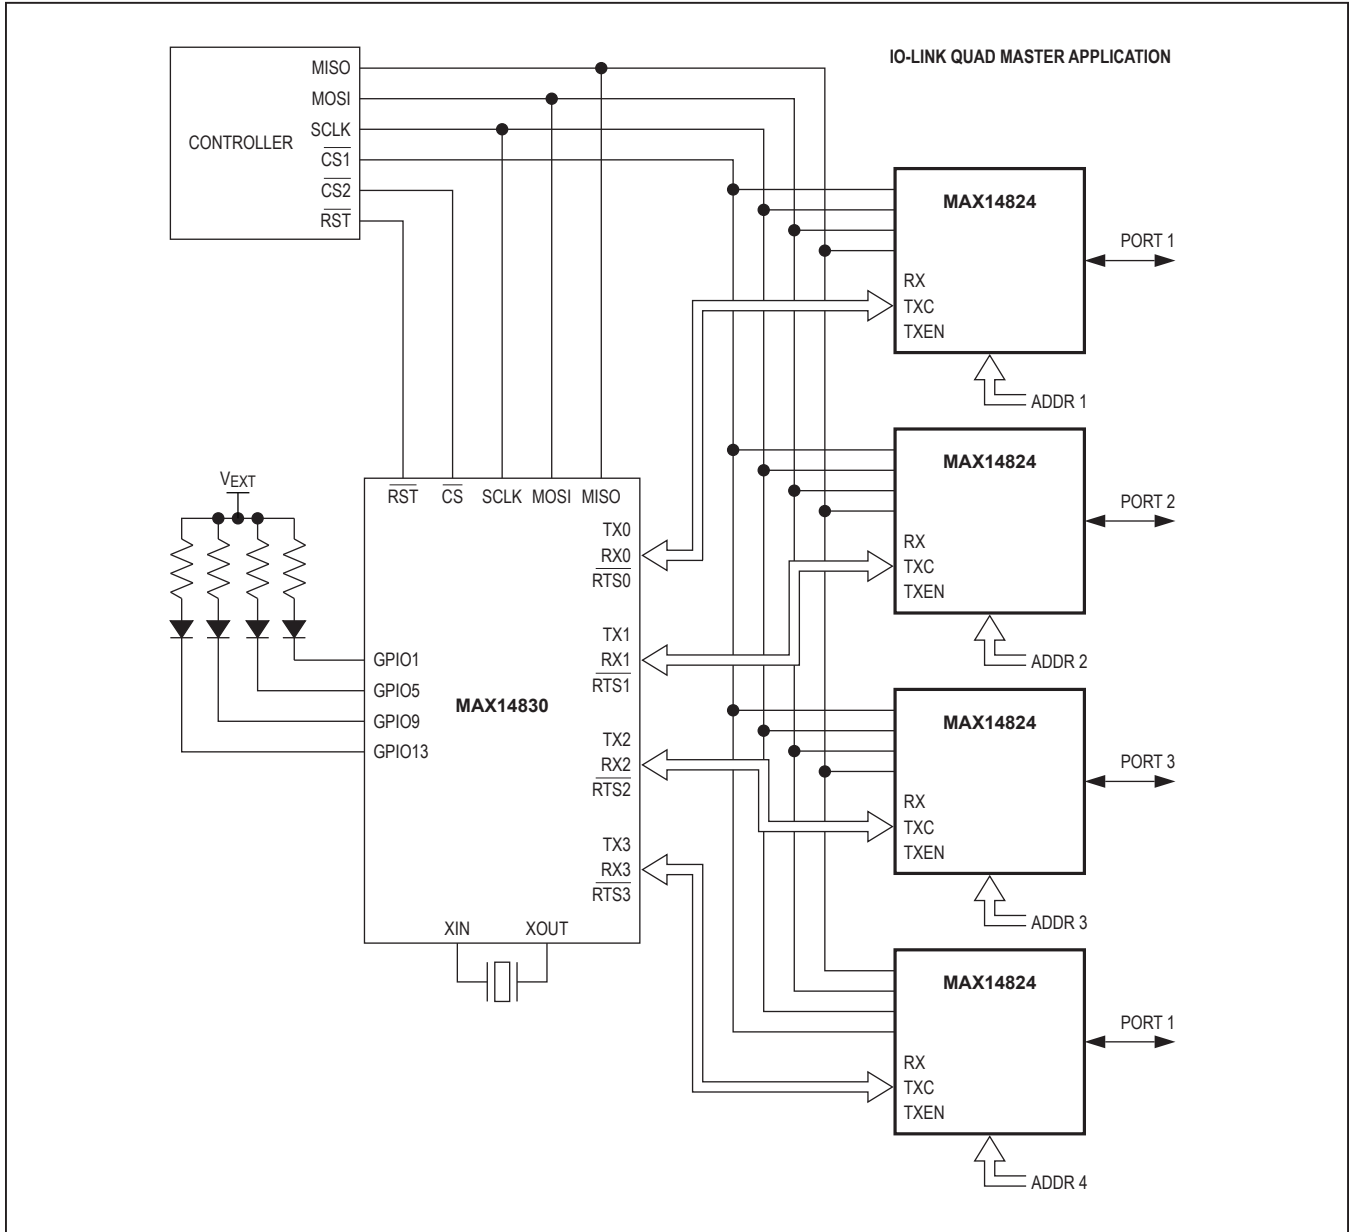 IO-LINK QUAD MASTER APPLICATION
CONTROLLER
MISO
MOSI
SCLK
CS1
CS2
RST
MAX14824
RX
TXC
TXEN
PORT 1
ADDR 1
MAX14824
RX
TXC
TXEN
PORT 2
ADDR 2
MAX14824
RX
TXC
TXEN
PORT 3
ADDR 3
MAX14824
RX
TXC
TXEN
PORT 1
ADDR 4
VEXT
RST CS SCLK MOSI MISO
TX0
RX0
RTS0
TX1
RX1
RTS1
TX2
RX2
RTS2
TX3
RX3
RTS3
GPIO1
GPIO5
GPIO9
GPIO13
MAX14830
XIN XOUT